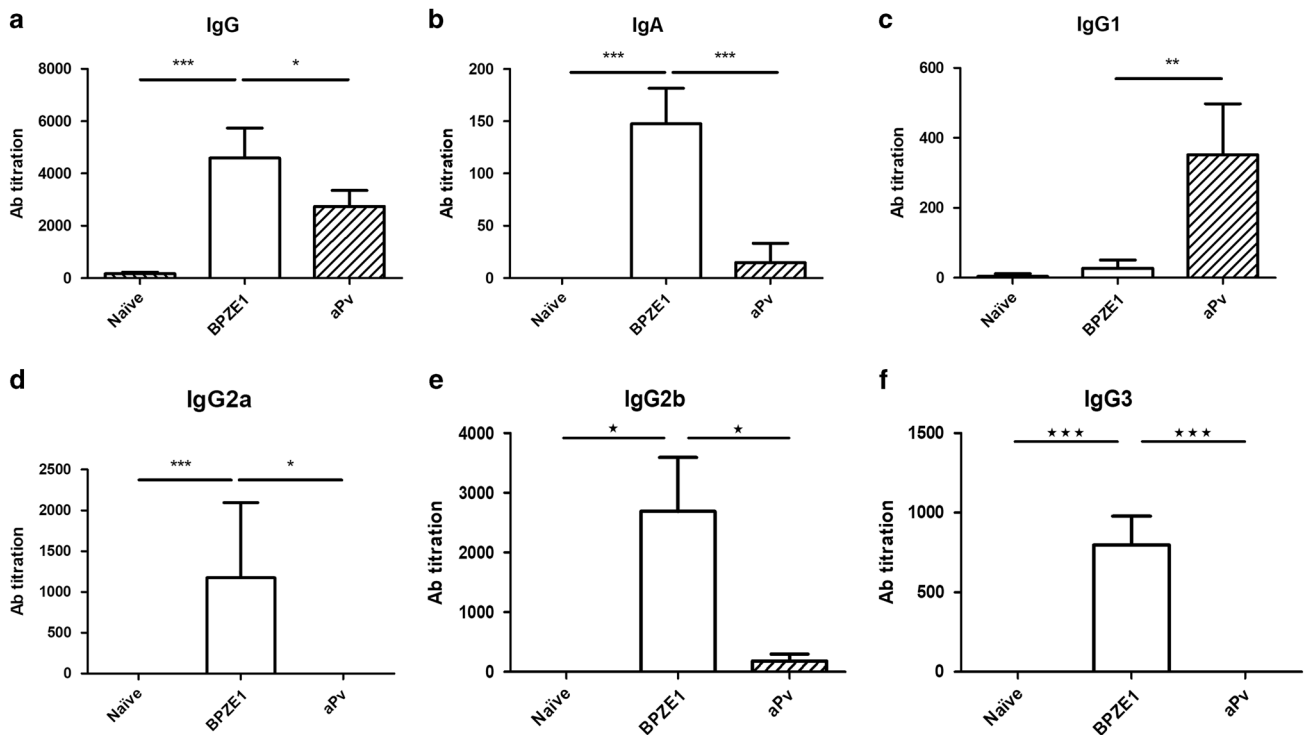 a
IgG
Ab titration
8000
6000
4000
2000
0
***
*
Naïve
BPZE1
aPv
b
IgA
Ab titration
200
150
100
50
0
***
***
Naïve
BPZE1
aPv
c
IgG1
Ab titration
600
400
200
0
**
Naïve
BPZE1
aPv
d
IgG2a
Ab titration
2500
2000
1500
1000
500
0
***
*
Naïve
BPZE1
aPv
e
IgG2b
Ab titration
4000
3000
2000
1000
0
★
★
Naïve
BPZE1
aPv
f
IgG3
Ab titration
1500
1000
500
0
★★★
★★★
Naïve
BPZE1
aPv